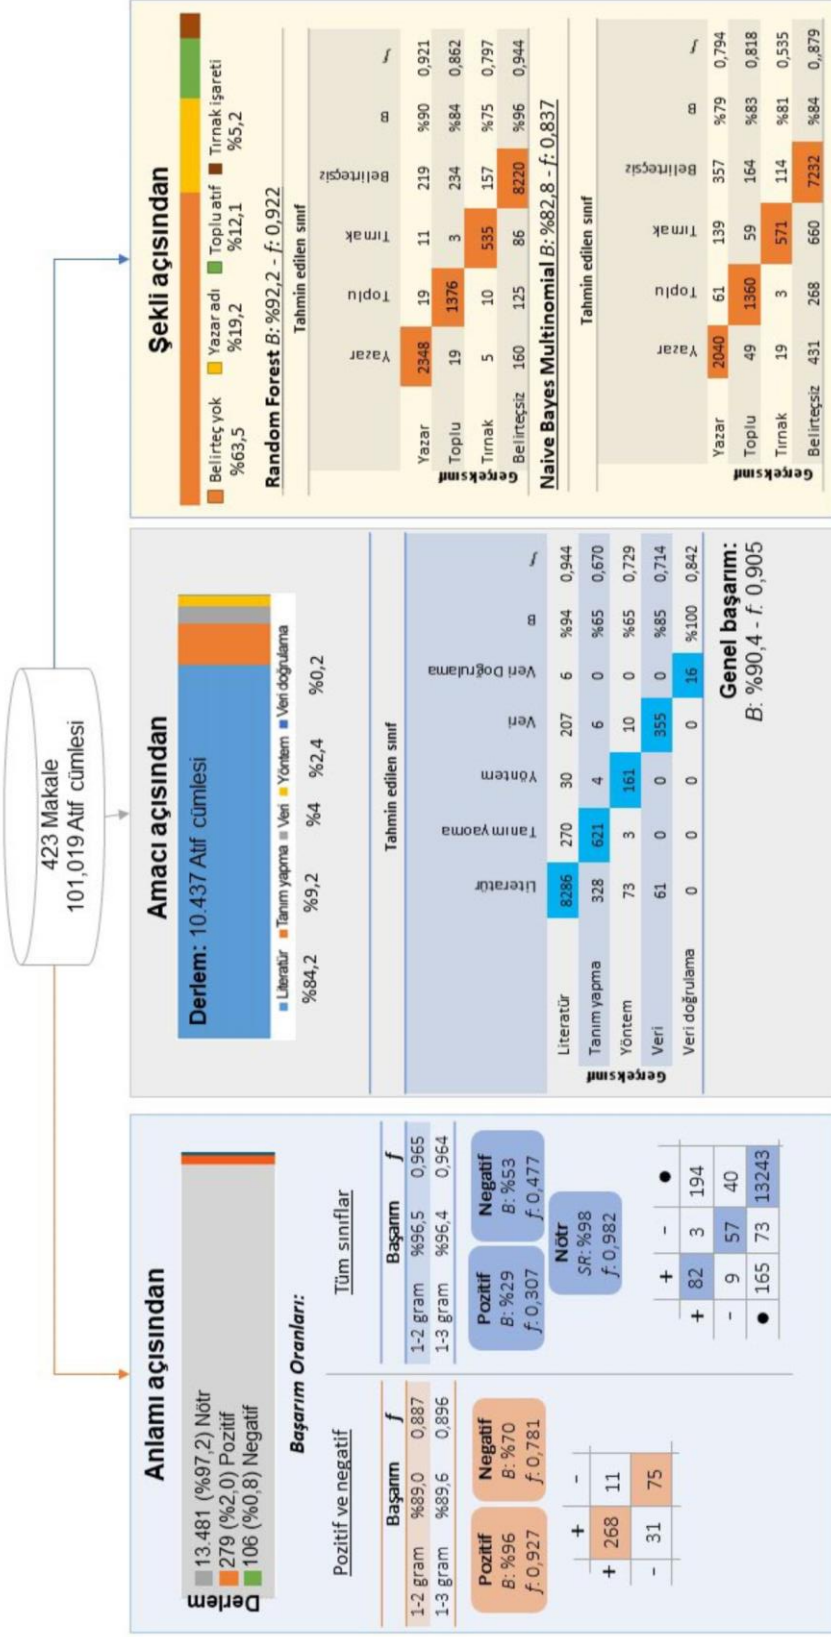 423 Makale
101,019 Atıf cümlesi
Anlamı açısından
Derlem
13.481 (%97,2) Nötr
279 (%2,0) Pozitif
106 (%0,8) Negatif
Başarım Oranları:
Pozitif ve negatif
Başarım f
1-2 gram %89,0 0,887
1-3 gram %89,6 0,896
Pozitif
B: %96
f: 0,927
Negatif
B: %70
f: 0,781
+ -
+ 268 11
- 31 75
Tüm sınıflar
Başarım f
1-2 gram %96,5 0,965
1-3 gram %96,4 0,964
Pozitif
B: %29
f: 0,307
Negatif
B: %53
f: 0,477
Nötr
SR: %98
f: 0,982
+ - ●
+ 82 3 194
- 9 57 40
● 165 73 13243
Amacı açısından
Derlem: 10.437 Atıf cümlesi
Literatür Tanım yapma Veri Yöntem Veri doğrulama
%84,2 %9,2 %4 %2,4 %0,2
Tahmin edilen sınıf
Literatür Tanım yaoma Yöntem Veri Veri Doğrulama B f
Gerçek sınıf
Literatür 8286 270 30 207 6 %94 0,944
Tanım yapma 328 621 4 6 0 %65 0,670
Yöntem 73 3 161 10 0 %65 0,729
Veri 61 0 0 355 0 %85 0,714
Veri doğrulama 0 0 0 0 16 %100 0,842
Genel başarım:
B: %90,4 - f: 0,905
Şekli açısından
Belirteç yok Yazar adı Toplu atıf Tırnak işareti
%63,5 %19,2 %12,1 %5,2
Random Forest B: %92,2 - f: 0,922
Tahmin edilen sınıf
Yazar Toplu Tırnak Belirteçsiz B f
Gerçek sınıf
Yazar 2348 19 11 219 %90 0,921
Toplu 19 1376 3 234 %84 0,862
Tırnak 5 10 535 157 %75 0,797
Belirteçsiz 160 125 86 8220 %96 0,944
Naive Bayes Multinomial B: %82,8 - f: 0,837
Tahmin edilen sınıf
Yazar Toplu Tırnak Belirteçsiz B f
Gerçek sınıf
Yazar 2040 61 139 357 %79 0,794
Toplu 49 1360 59 164 %83 0,818
Tırnak 19 3 571 114 %81 0,535
Belirteçsiz 431 268 660 7232 %84 0,,879